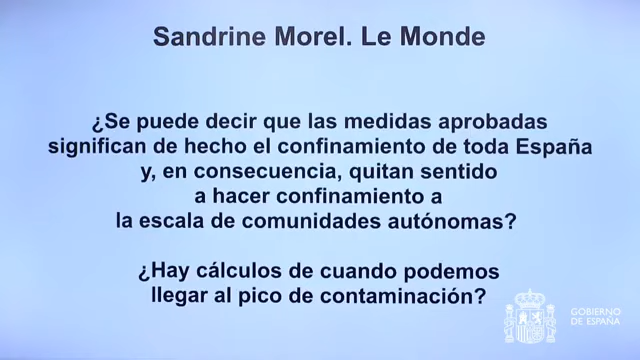 Sandrine Morel. Le Monde
¿Se puede decir que las medidas aprobadas
significan de hecho el confinamiento de toda España
y, en consecuencia, quitan sentido
a hacer confinamiento a
la escala de comunidades autónomas?
¿Hay cálculos de cuando podemos
llegar al pico de contaminación?
GOBIERNO
DE ESPAÑA